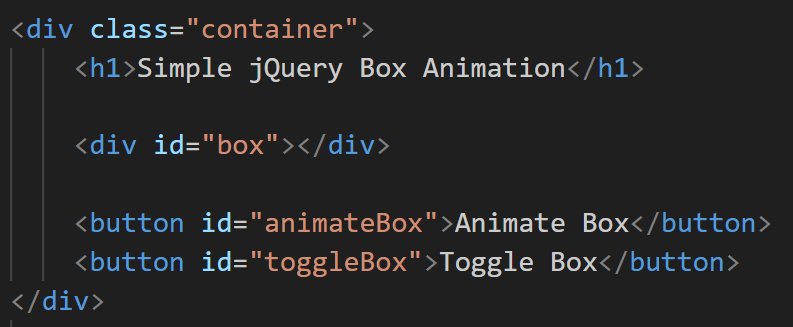 <div class="container">
<h1>Simple jQuery Box Animation</h1>
<div id="box"></div>
<button id="animateBox">Animate Box</button>
<button id="toggleBox">Toggle Box</button>
</div>